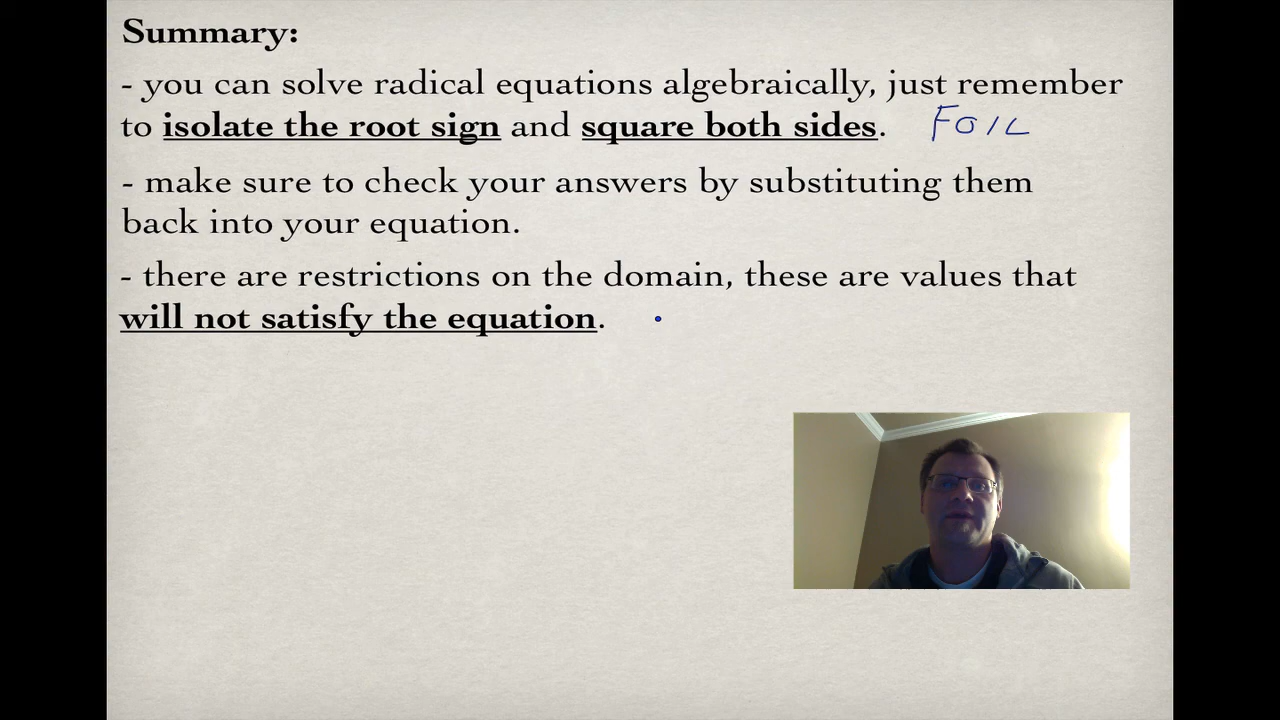 Summary:
- you can solve radical equations algebraically, just remember
to isolate the root sign and square both sides. FOIL
- make sure to check your answers by substituting them
back into your equation.
- there are restrictions on the domain, these are values that
will not satisfy the equation.